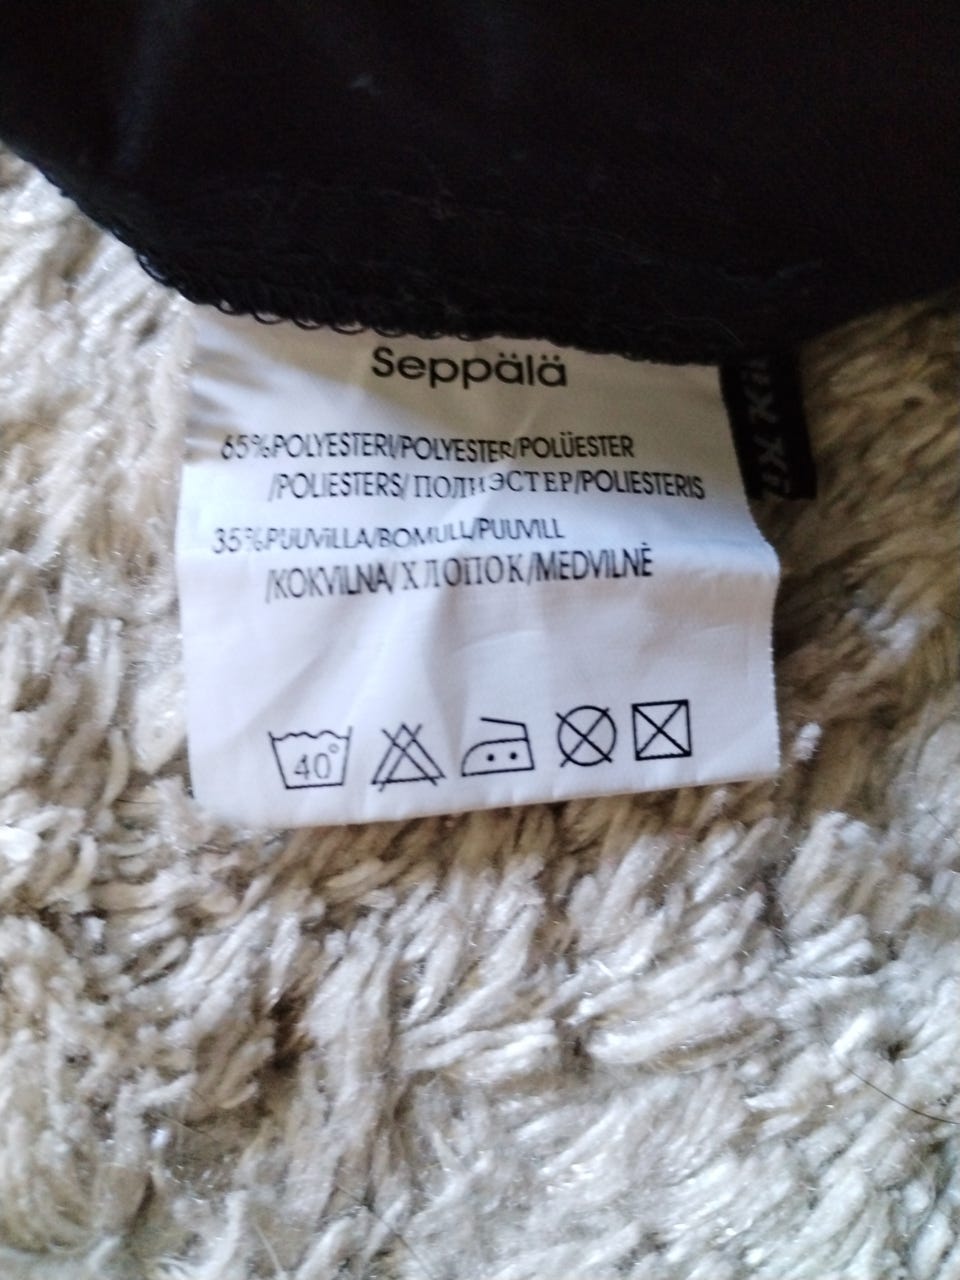 Seppälä
65%POLYESTERI/POLYESTER/POLÜESTER
/POLIESTERS/ПОЛИЭСТЕР/POLIESTERIS
35%PUUVILLA/BOMULL/PUUVILL
/KOKVILNA/ХЛОПОК/MEDVILNĖ
40°